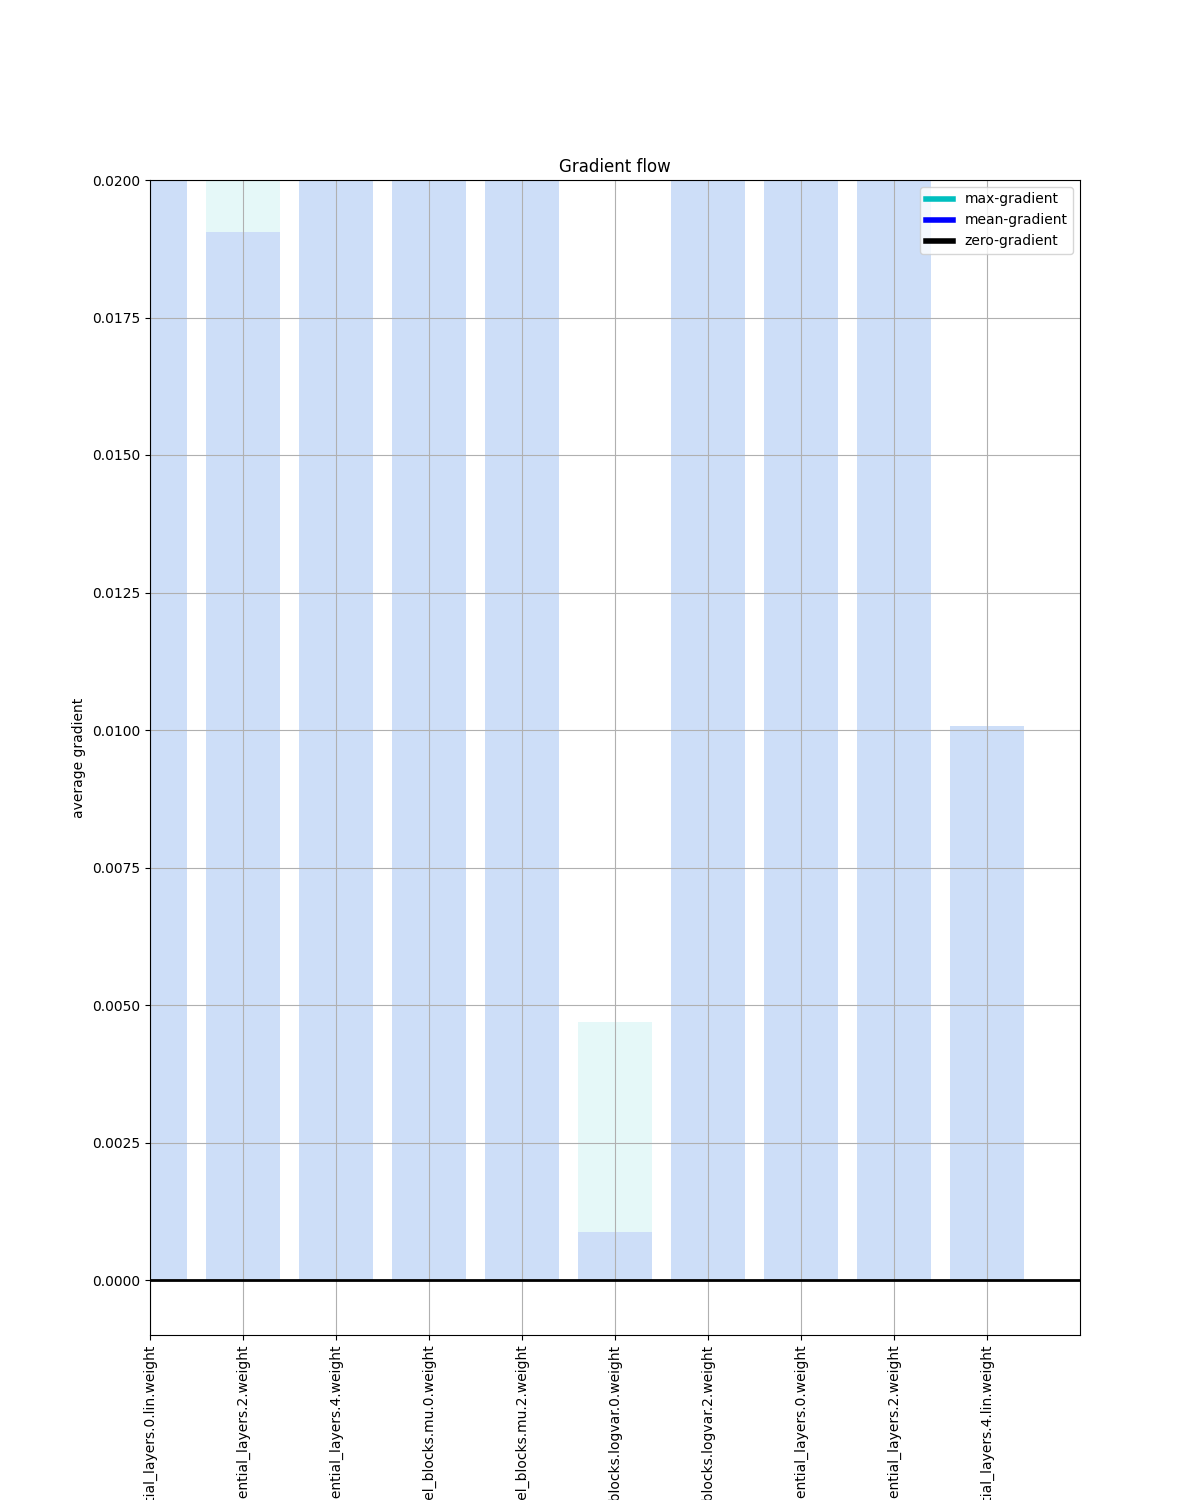 Gradient flow
max-gradient
mean-gradient
zero-gradient
0.0200
0.0175
0.0150
0.0125
0.0100
0.0075
0.0050
0.0025
0.0000
average gradient
tial_layers.0.lin.weight
ential_layers.2.weight
ential_layers.4.weight
el_blocks.mu.0.weight
el_blocks.mu.2.weight
blocks.logvar.0.weight
blocks.logvar.2.weight
ential_layers.0.weight
ential_layers.2.weight
tial_layers.4.lin.weight